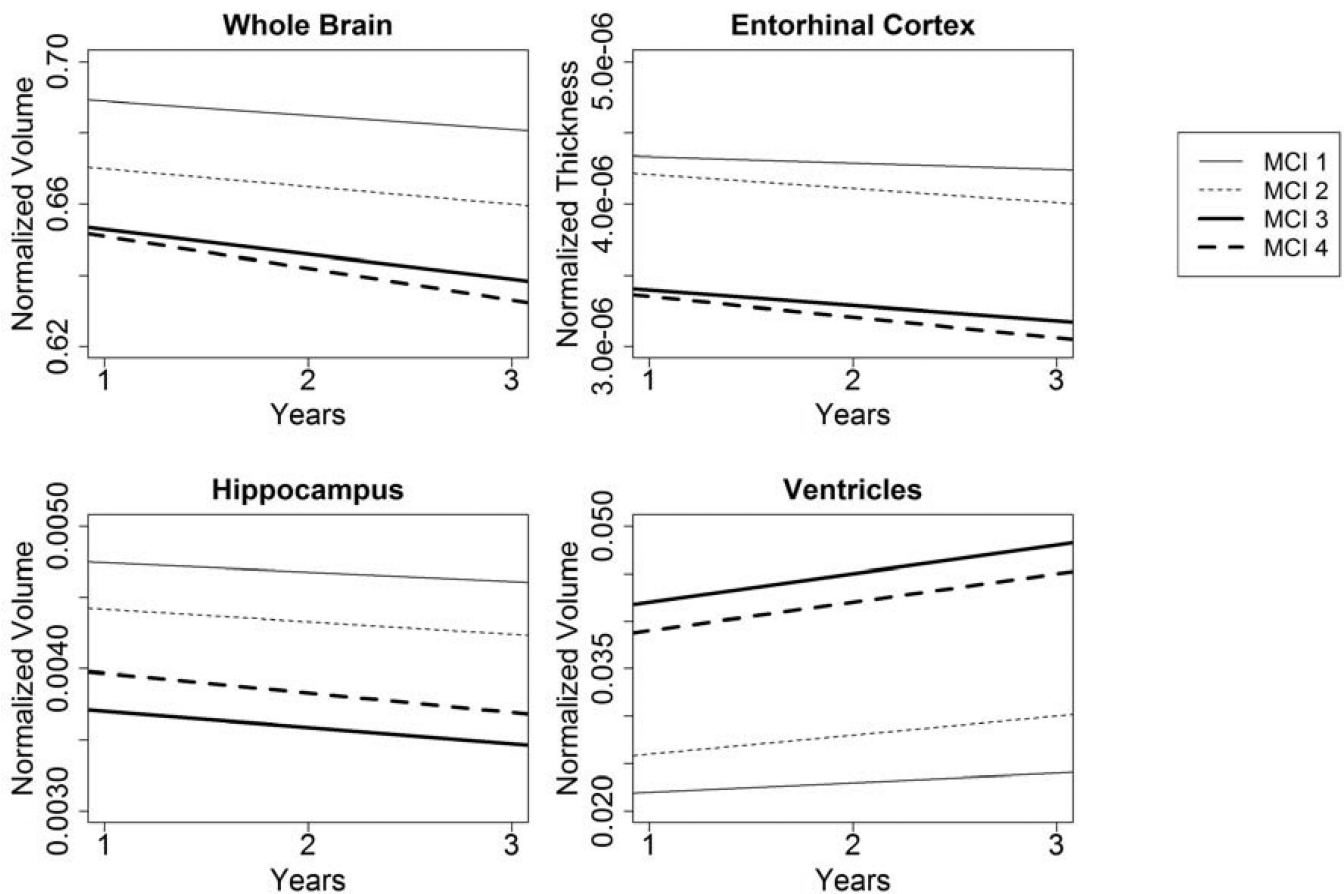 Whole Brain
Normalized Volume
0.70
0.66
0.62
1 2 3
Years
Entorhinal Cortex
Normalized Thickness
5.0e-06
4.0e-06
3.0e-06
1 2 3
Years
MCI 1
MCI 2
MCI 3
MCI 4
Hippocampus
Normalized Volume
0.0050
0.0040
0.0030
1 2 3
Years
Ventricles
Normalized Volume
0.050
0.035
0.020
1 2 3
Years